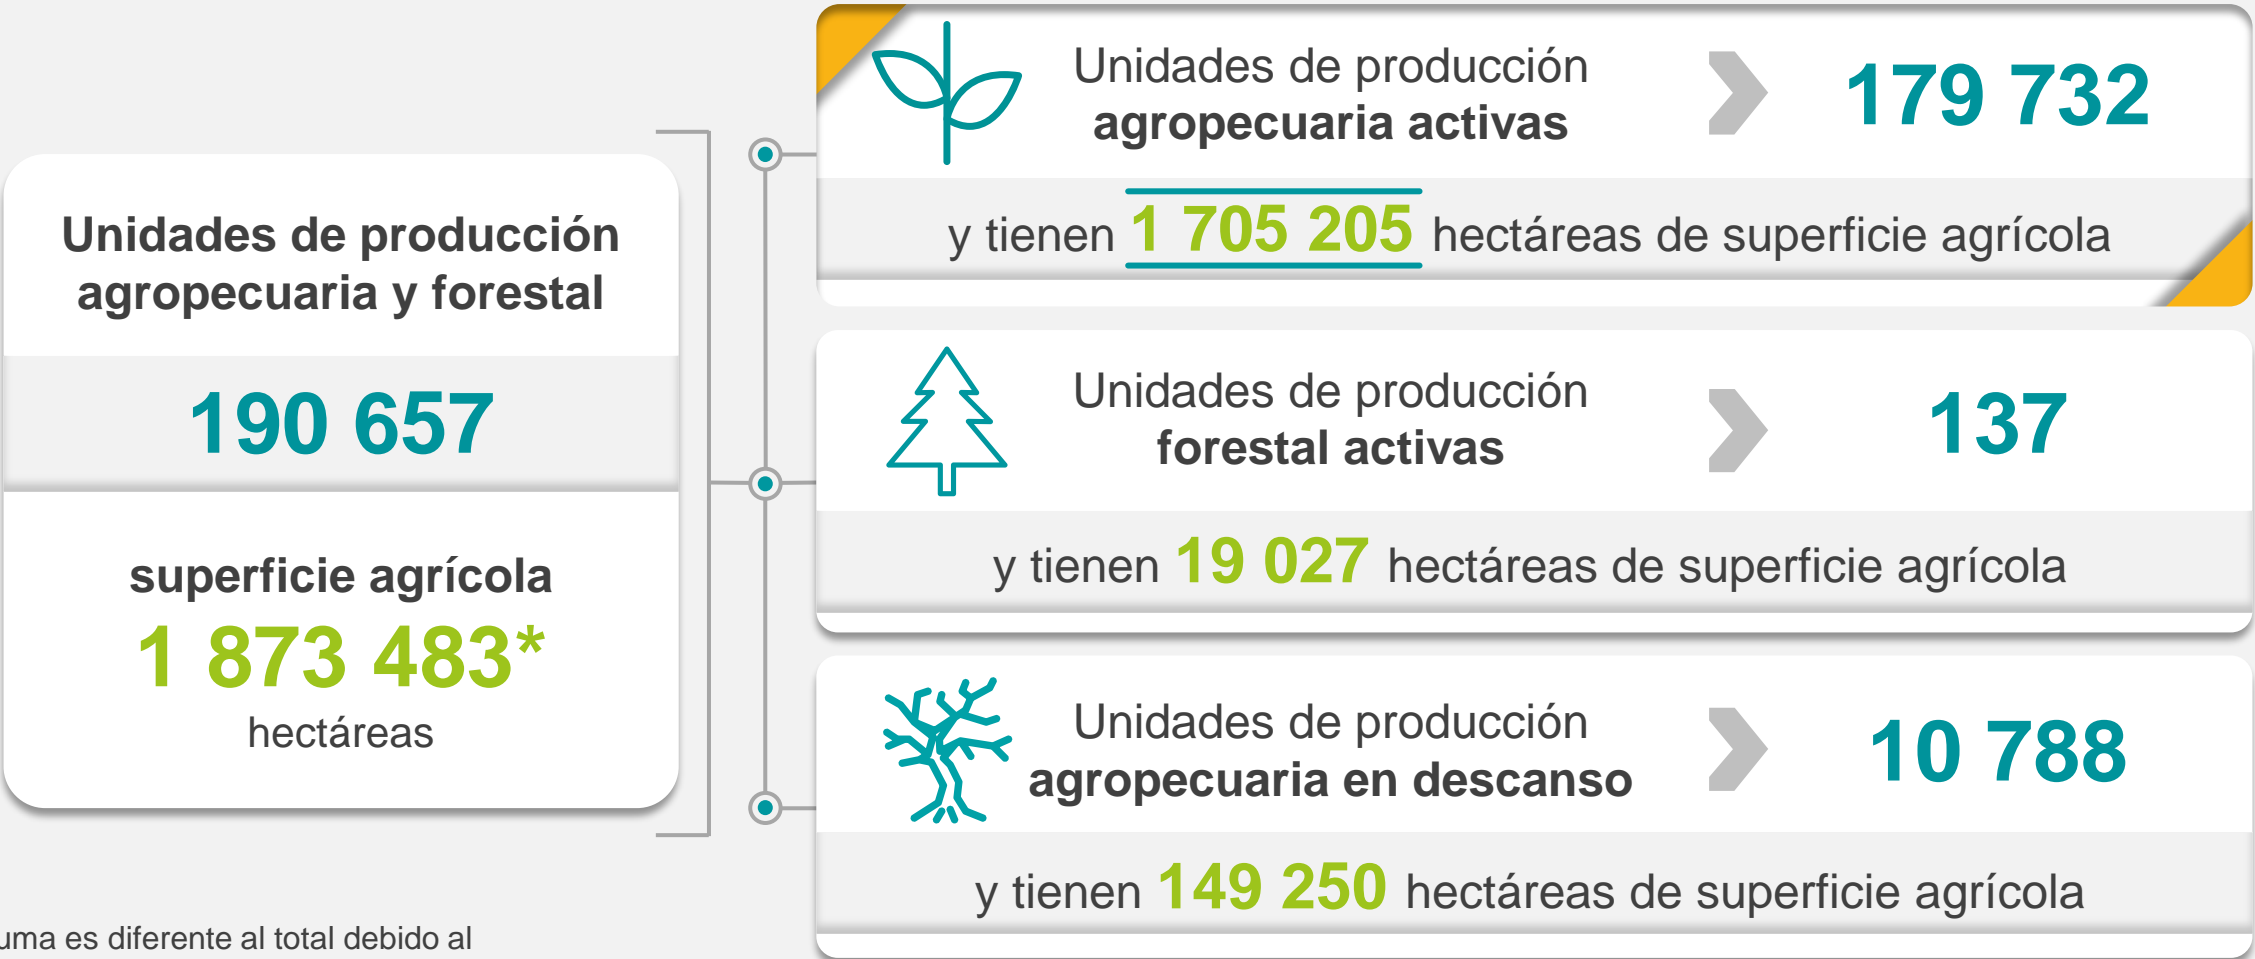 Unidades de producción
agropecuaria y forestal
190 657
superficie agrícola
1 873 483*
hectáreas
Unidades de producción
agropecuaria activas
179 732
y tienen 1 705 205 hectáreas de superficie agrícola
Unidades de producción
forestal activas
137
y tienen 19 027 hectáreas de superficie agrícola
Unidades de producción
agropecuaria en descanso
10 788
y tienen 149 250 hectáreas de superficie agrícola
es diferente al total debido al